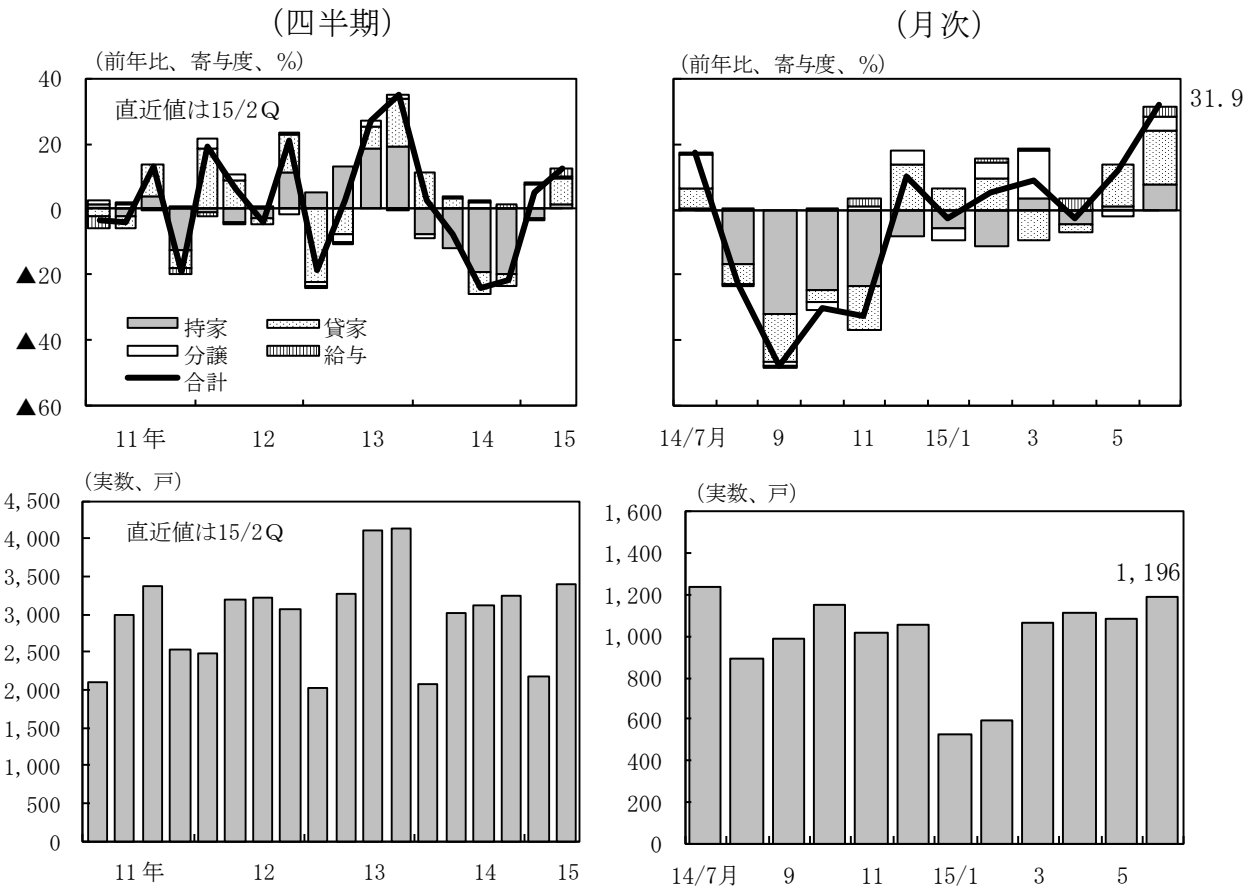 (四半期)
(前年比、寄与度、%)
40
直近値は15/2Q
20
0
▲20
▲40
▲60
持家
貸家
分譲
給与
合計
11年
12
13
14
15
(月次)
(前年比、寄与度、%)
31.9
14/7月
9
11
15/1
3
5
(実数、戸)
4,500
直近値は15/2Q
4,000
3,500
3,000
2,500
2,000
1,500
1,000
500
0
11年
12
13
14
15
(実数、戸)
1,600
1,400
1,196
1,200
1,000
800
600
400
200
0
14/7月
9
11
15/1
3
5